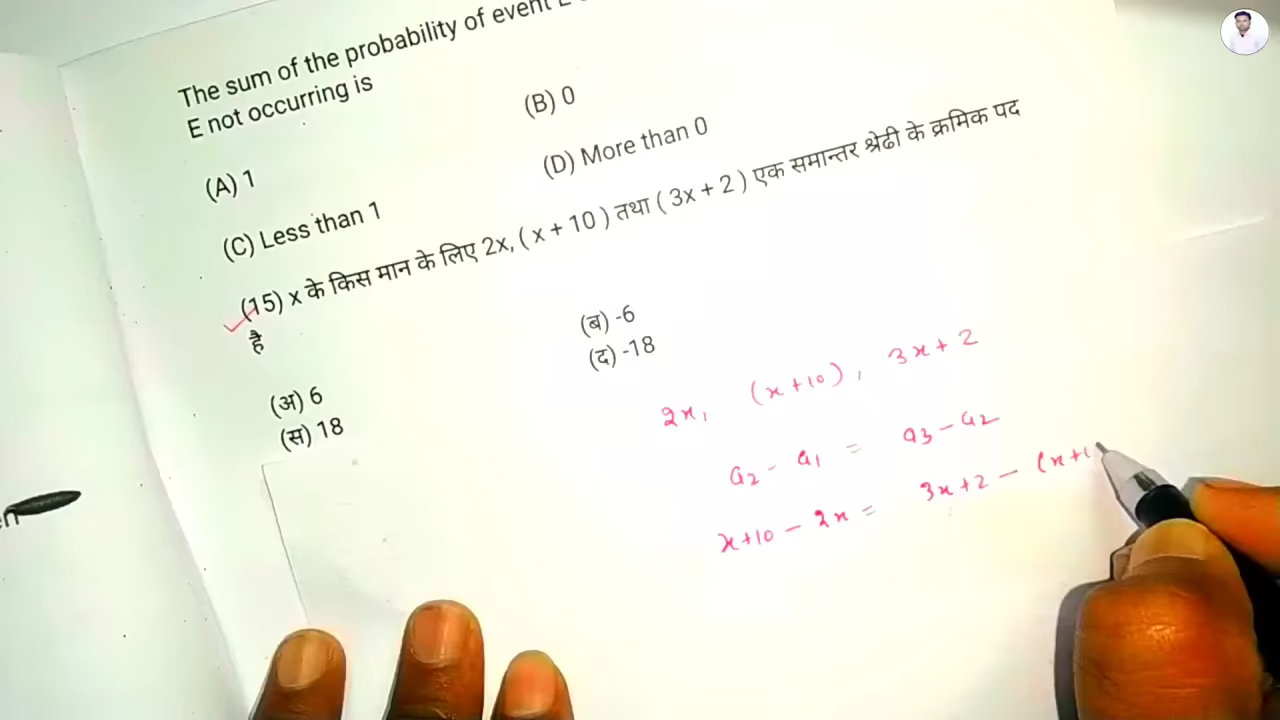 The sum of the probability of event E
E not occurring is
(A) 1
(B) 0
(C) Less than 1
(D) More than 0
(15) x के किस मान के लिए 2x, ( x + 10 ) तथा ( 3x + 2 ) एक समान्तर श्रेढी के क्रमिक पद
है
(अ) 6
(ब) -6
(स) 18
(द) -18
2x, (x+10), 3x+2
a2 - a1 = a3 - a2
x+10 - 2x = 3x+2 - (x+1